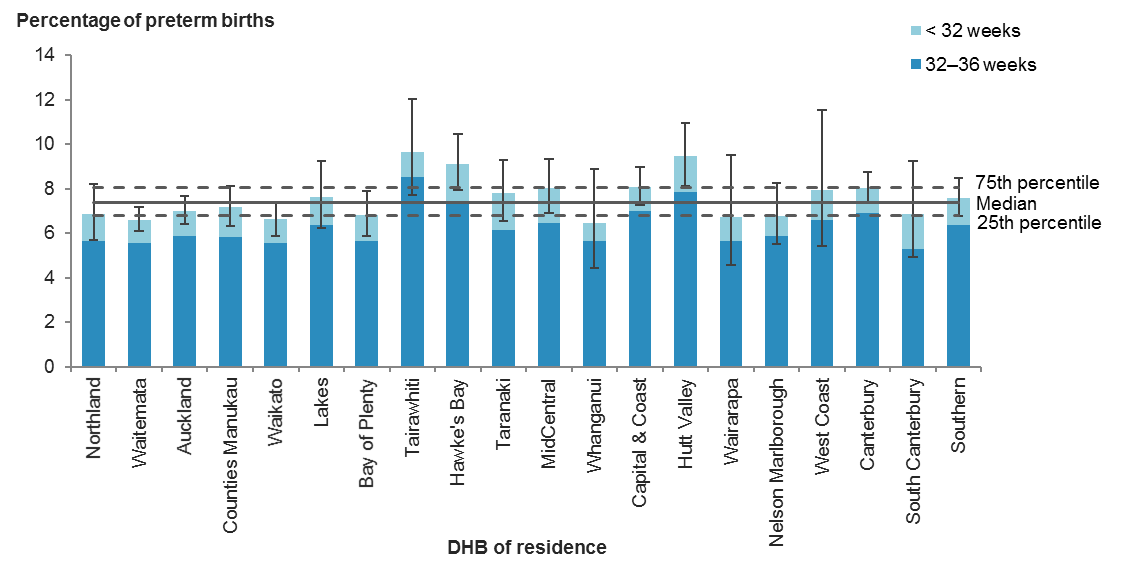 Percentage of preterm births
< 32 weeks
32–36 weeks
14
12
10
8
6
4
2
0
75th percentile
Median
25th percentile
Northland
Waitemata
Auckland
Counties Manukau
Waikato
Lakes
Bay of Plenty
Tairawhiti
Hawke's Bay
Taranaki
MidCentral
Whanganui
Capital & Coast
Hutt Valley
Wairarapa
Nelson Marlborough
West Coast
Canterbury
South Canterbury
Southern
DHB of residence